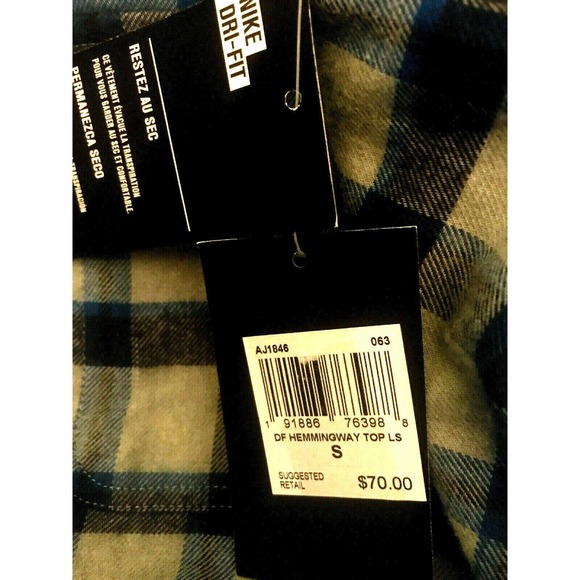 NIKE
DRI-FIT
RESTEZ AU SEC
CE VÊTEMENT ÉVACUE LA TRANSPIRATION
POUR VOUS GARDER AU SEC ET CONFORTABLE.
PERMANEZCA SECO
TRANSPIRACIÓN
AJ1846 063
1 91886 76398 8
DF HEMMINGWAY TOP LS
S
SUGGESTED
RETAIL $70.00